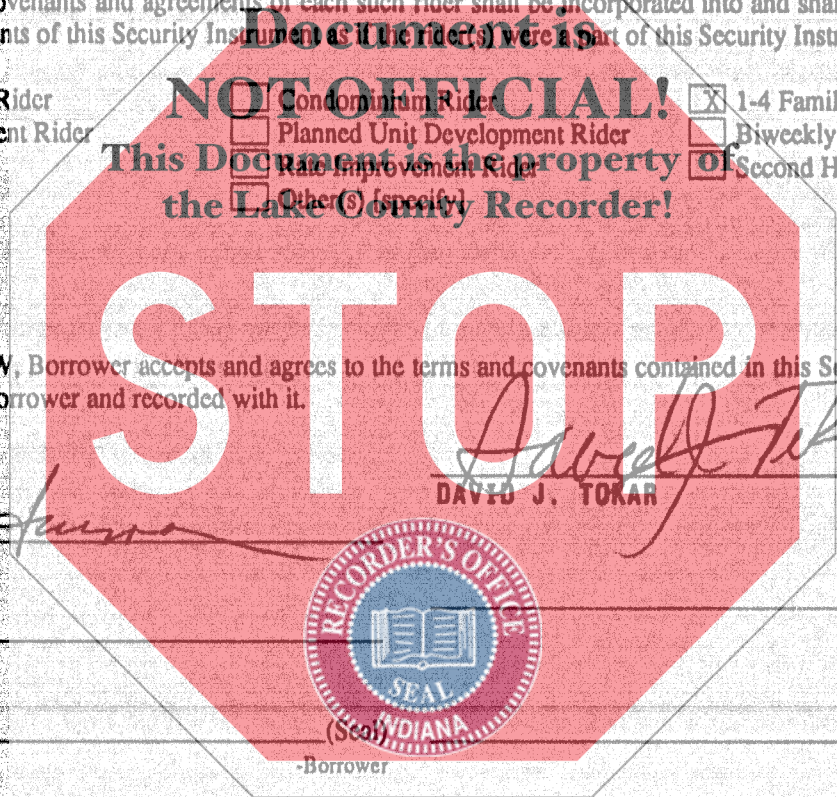 ovenants and agreements of each such rider shall be incorporated into and sha
nts of this Security Instrument as if the rider(s) were a part of this Security Instr
Document is
NOT OFFICIAL!
This Document is the property of
the Lake County Recorder!
Rider
Condominium Rider
X 1-4 Famil
ent Rider
Planned Unit Development Rider
Biweekly
Rate Improvement Rider
Second H
Other(s) [specify]
STOP
W, Borrower accepts and agrees to the terms and covenants contained in this S
orrower and recorded with it.
DAVID J. TOKAR
RECORDER'S OFFICE
SEAL
INDIANA
(Seal)
-Borrower